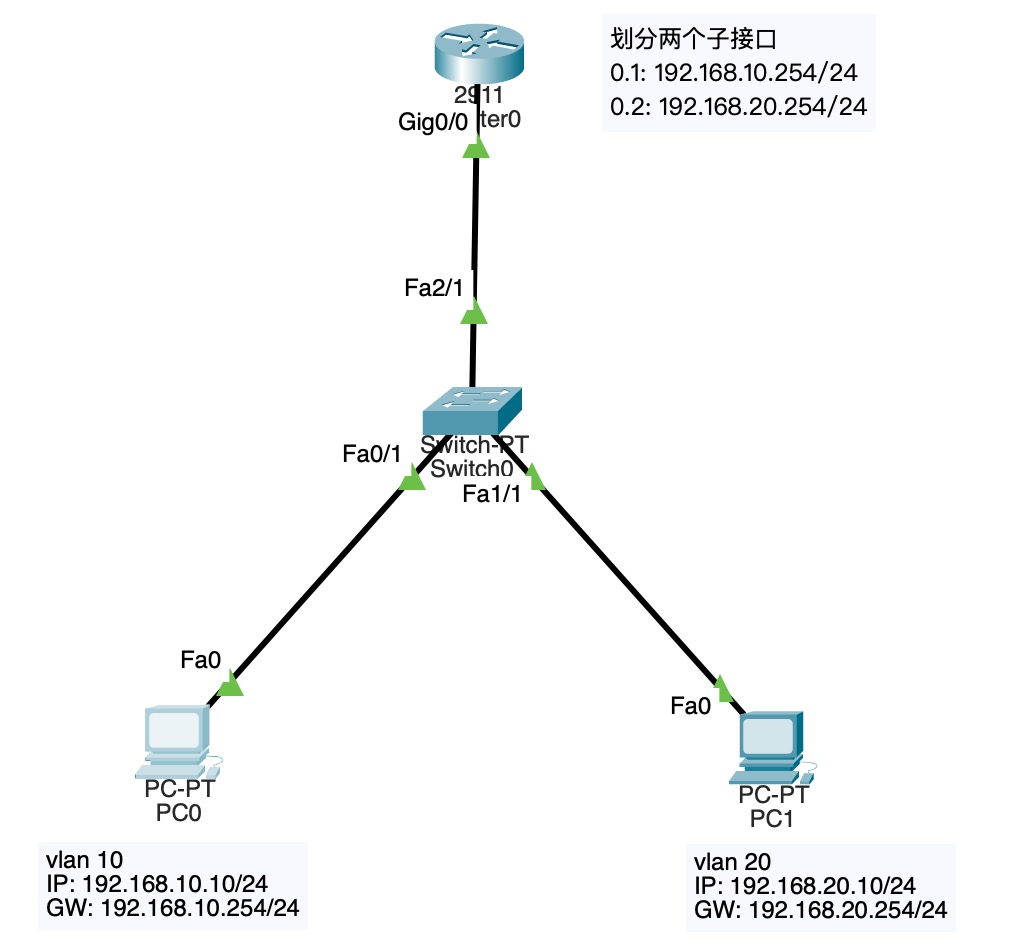 划分两个子接口
0.1: 192.168.10.254/24
0.2: 192.168.20.254/24
2911
Gig0/0
ter0
Fa2/1
Fa0/1
Switch-PT
Switch0
Fa1/1
Fa0
Fa0
PC-PT
PC0
PC-PT
PC1
vlan 10
IP: 192.168.10.10/24
GW: 192.168.10.254/24
vlan 20
IP: 192.168.20.10/24
GW: 192.168.20.254/24